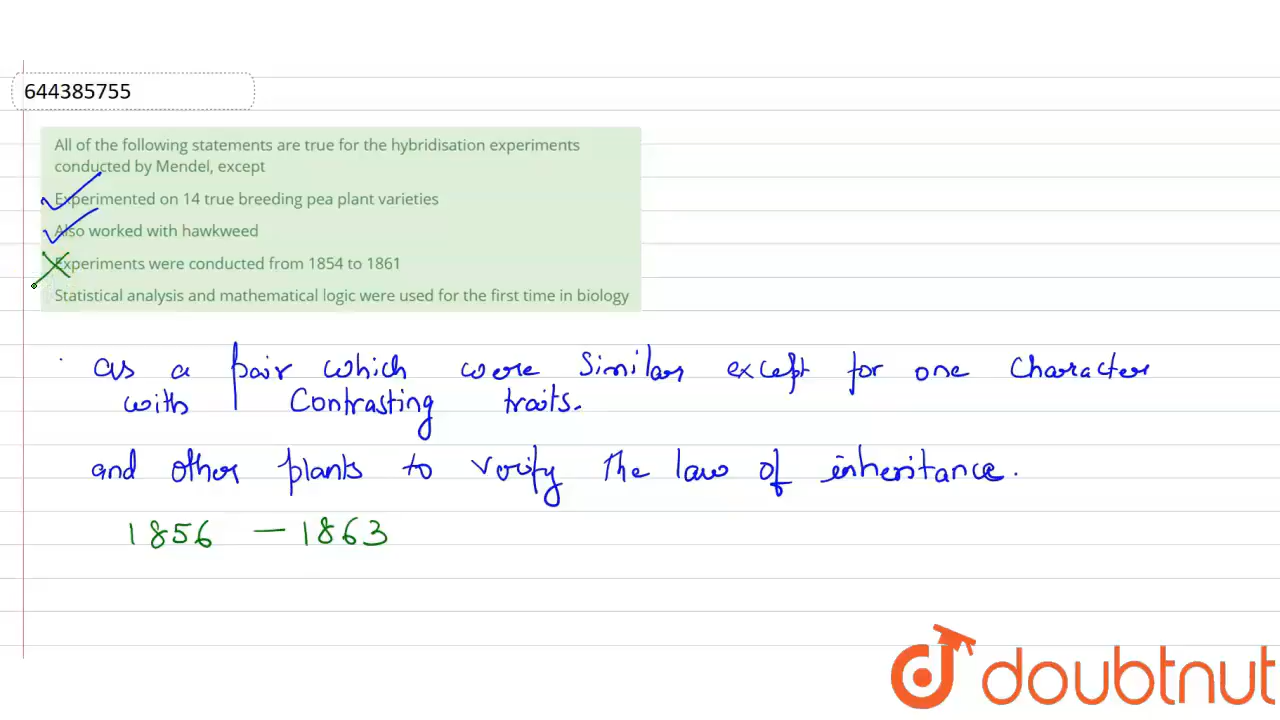 644385755
All of the following statements are true for the hybridisation experiments
conducted by Mendel, except
Experimented on 14 true breeding pea plant varieties
Also worked with hawkweed
Experiments were conducted from 1854 to 1861
Statistical analysis and mathematical logic were used for the first time in biology
as a pair which were similar except for one character
with contrasting traits.
and other plants to verify the law of inheritance.
1856 — 1863
doubtnut